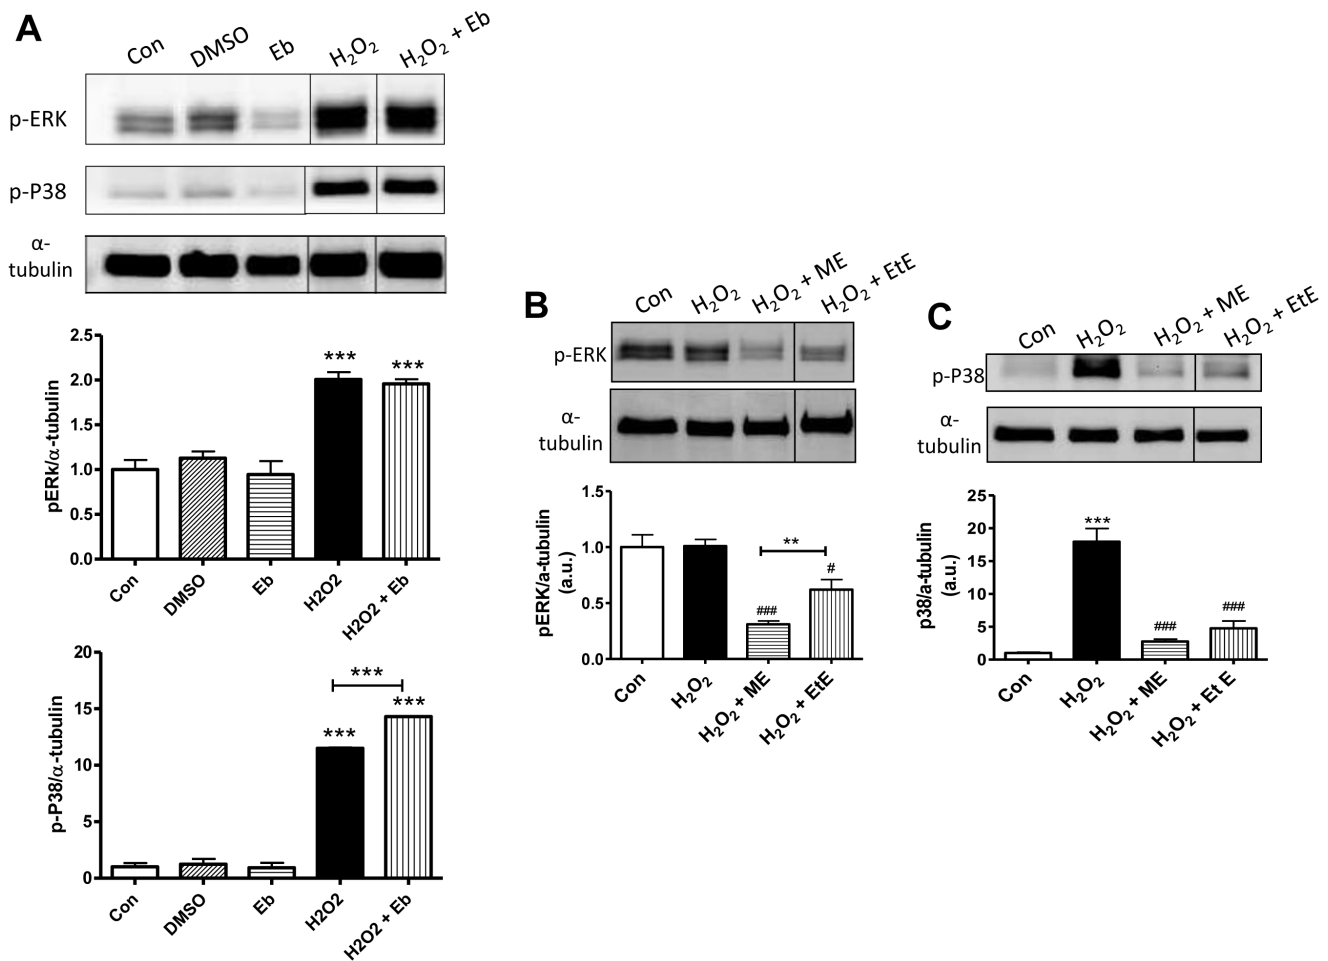 A
Con
DMSO
Eb
H₂O₂
H₂O₂ + Eb
p-ERK
p-P38
α-
tubulin
2.5
2.0
1.5
1.0
0.5
0.0
pERk/α-tubulin
***
***
Con
DMSO
Eb
H2O2
H2O2 + Eb
20
15
10
5
0
p-P38/α-tubulin
***
***
***
Con
DMSO
Eb
H2O2
H2O2 + Eb
B
Con
H₂O₂
H₂O₂ + ME
H₂O₂ + EtE
p-ERK
α-
tubulin
1.5
1.0
0.5
0.0
pERK/a-tubulin
(a.u.)
**
###
#
Con
H₂O₂
H₂O₂ + ME
H₂O₂ + EtE
C
Con
H₂O₂
H₂O₂ + ME
H₂O₂ + EtE
p-P38
α-
tubulin
25
20
15
10
5
0
p38/a-tubulin
(a.u.)
***
###
###
Con
H₂O₂
H₂O₂ + ME
H₂O₂ + Et E